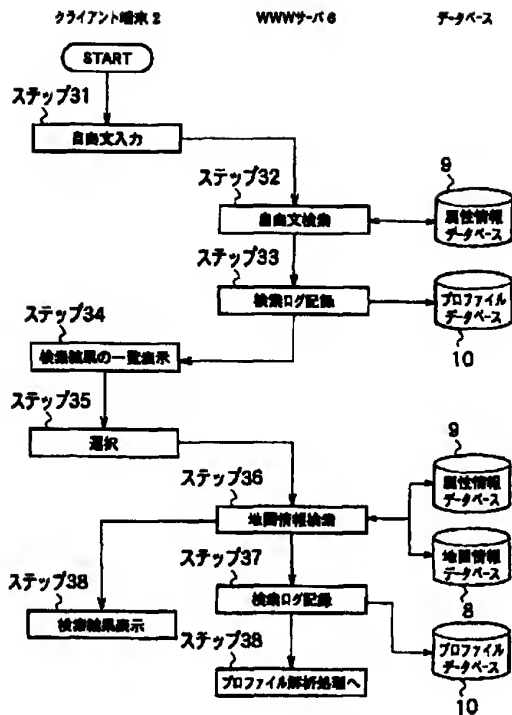 クライアント端末 2
WWWサーバ 6
データベース
START
ステップ31
自由文入力
ステップ32
自由文検索
9
属性情報
データベース
ステップ33
検索ログ記録
プロファイル
データベース
10
ステップ34
検索結果の一覧表示
ステップ35
選択
ステップ36
地図情報検索
9
属性情報
データベース
地図情報
データベース
8
ステップ37
検索ログ記録
ステップ38
検索結果表示
ステップ38
プロファイル解析処理へ
プロファイル
データベース
10